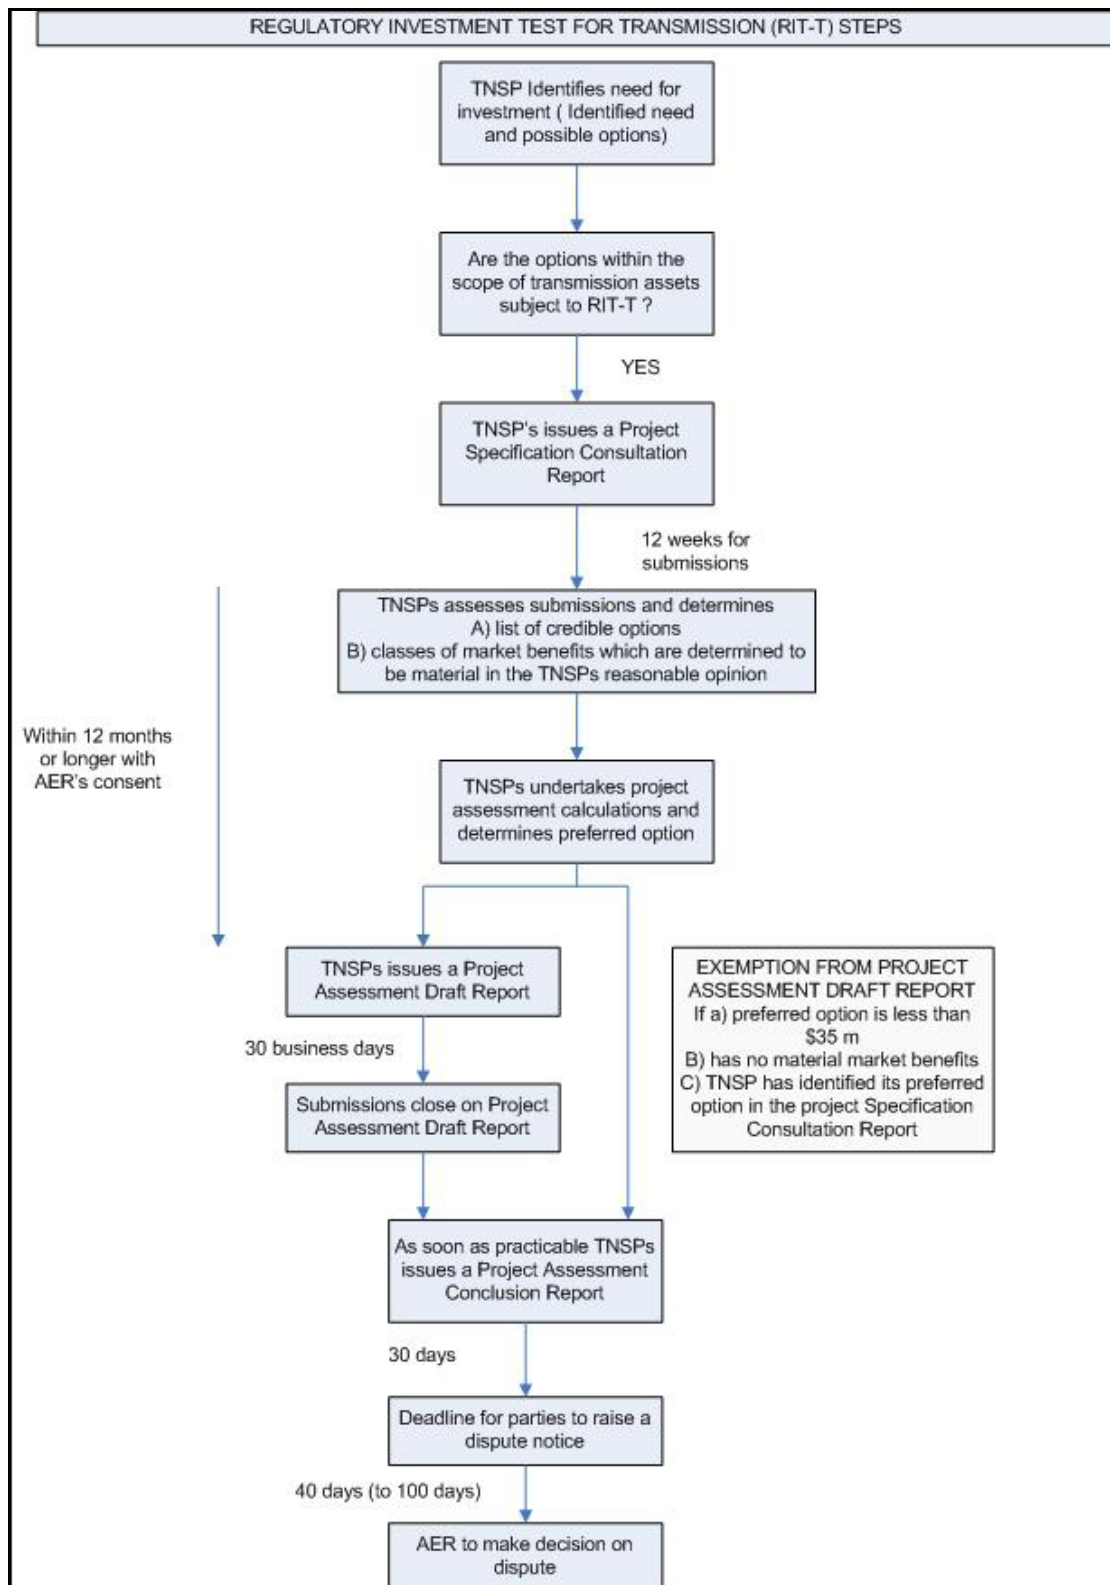 REGULATORY INVESTMENT TEST FOR TRANSMISSION (RIT-T) STEPS
TNSP Identifies need for
investment ( Identified need
and possible options)
Are the options within the
scope of transmission assets
subject to RIT-T ?
YES
TNSP's issues a Project
Specification Consultation
Report
12 weeks for
submissions
TNSPs assesses submissions and determines
A) list of credible options
B) classes of market benefits which are determined to
be material in the TNSPs reasonable opinion
Within 12 months
or longer with
AER's consent
TNSPs undertakes project
assessment calculations and
determines preferred option
TNSPs issues a Project
Assessment Draft Report
EXEMPTION FROM PROJECT
ASSESSMENT DRAFT REPORT
If a) preferred option is less than
$35 m
B) has no material market benefits
C) TNSP has identified its preferred
option in the project Specification
Consultation Report
30 business days
Submissions close on Project
Assessment Draft Report
As soon as practicable TNSPs
issues a Project Assessment
Conclusion Report
30 days
Deadline for parties to raise a
dispute notice
40 days (to 100 days)
AER to make decision on
dispute